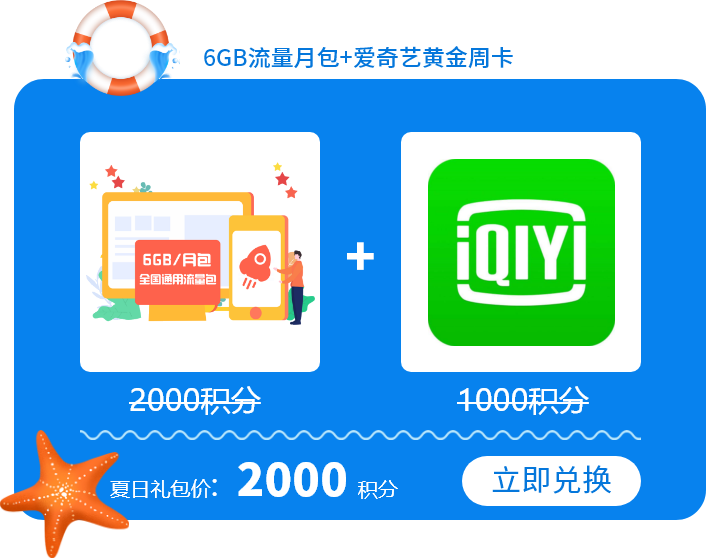 6GB流量月包+爱奇艺黄金周卡
6GB/月包
全国通用流量包
+
iQIYI
2000积分
1000积分
夏日礼包价：2000 积分
立即兑换